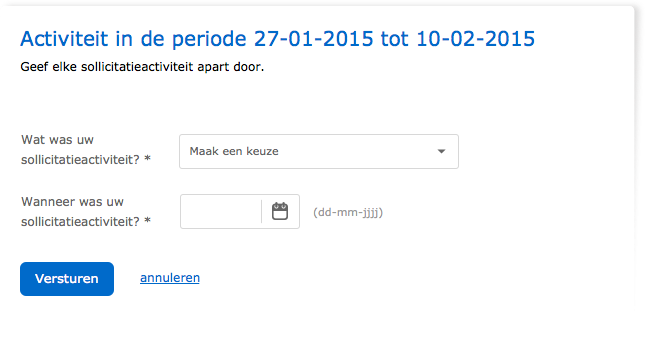 Activiteit in de periode 27-01-2015 tot 10-02-2015
Geef elke sollicitatieactiviteit apart door.
Wat was uw
sollicitatieactiviteit? *
Maak een keuze
Wanneer was uw
sollicitatieactiviteit? *
(dd-mm-jjjj)
Versturen
annuleren